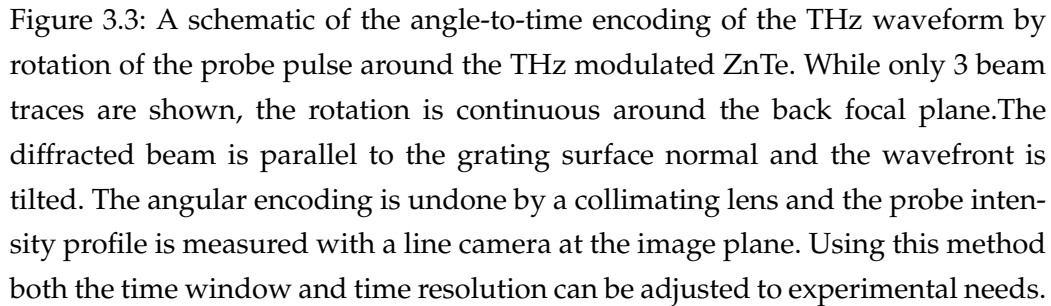 Figure 3.3: A schematic of the angle-to-time encoding of the THz waveform by
rotation of the probe pulse around the THz modulated ZnTe. While only 3 beam
traces are shown, the rotation is continuous around the back focal plane.The
diffracted beam is parallel to the grating surface normal and the wavefront is
tilted. The angular encoding is undone by a collimating lens and the probe inten-
sity profile is measured with a line camera at the image plane. Using this method
both the time window and time resolution can be adjusted to experimental needs.